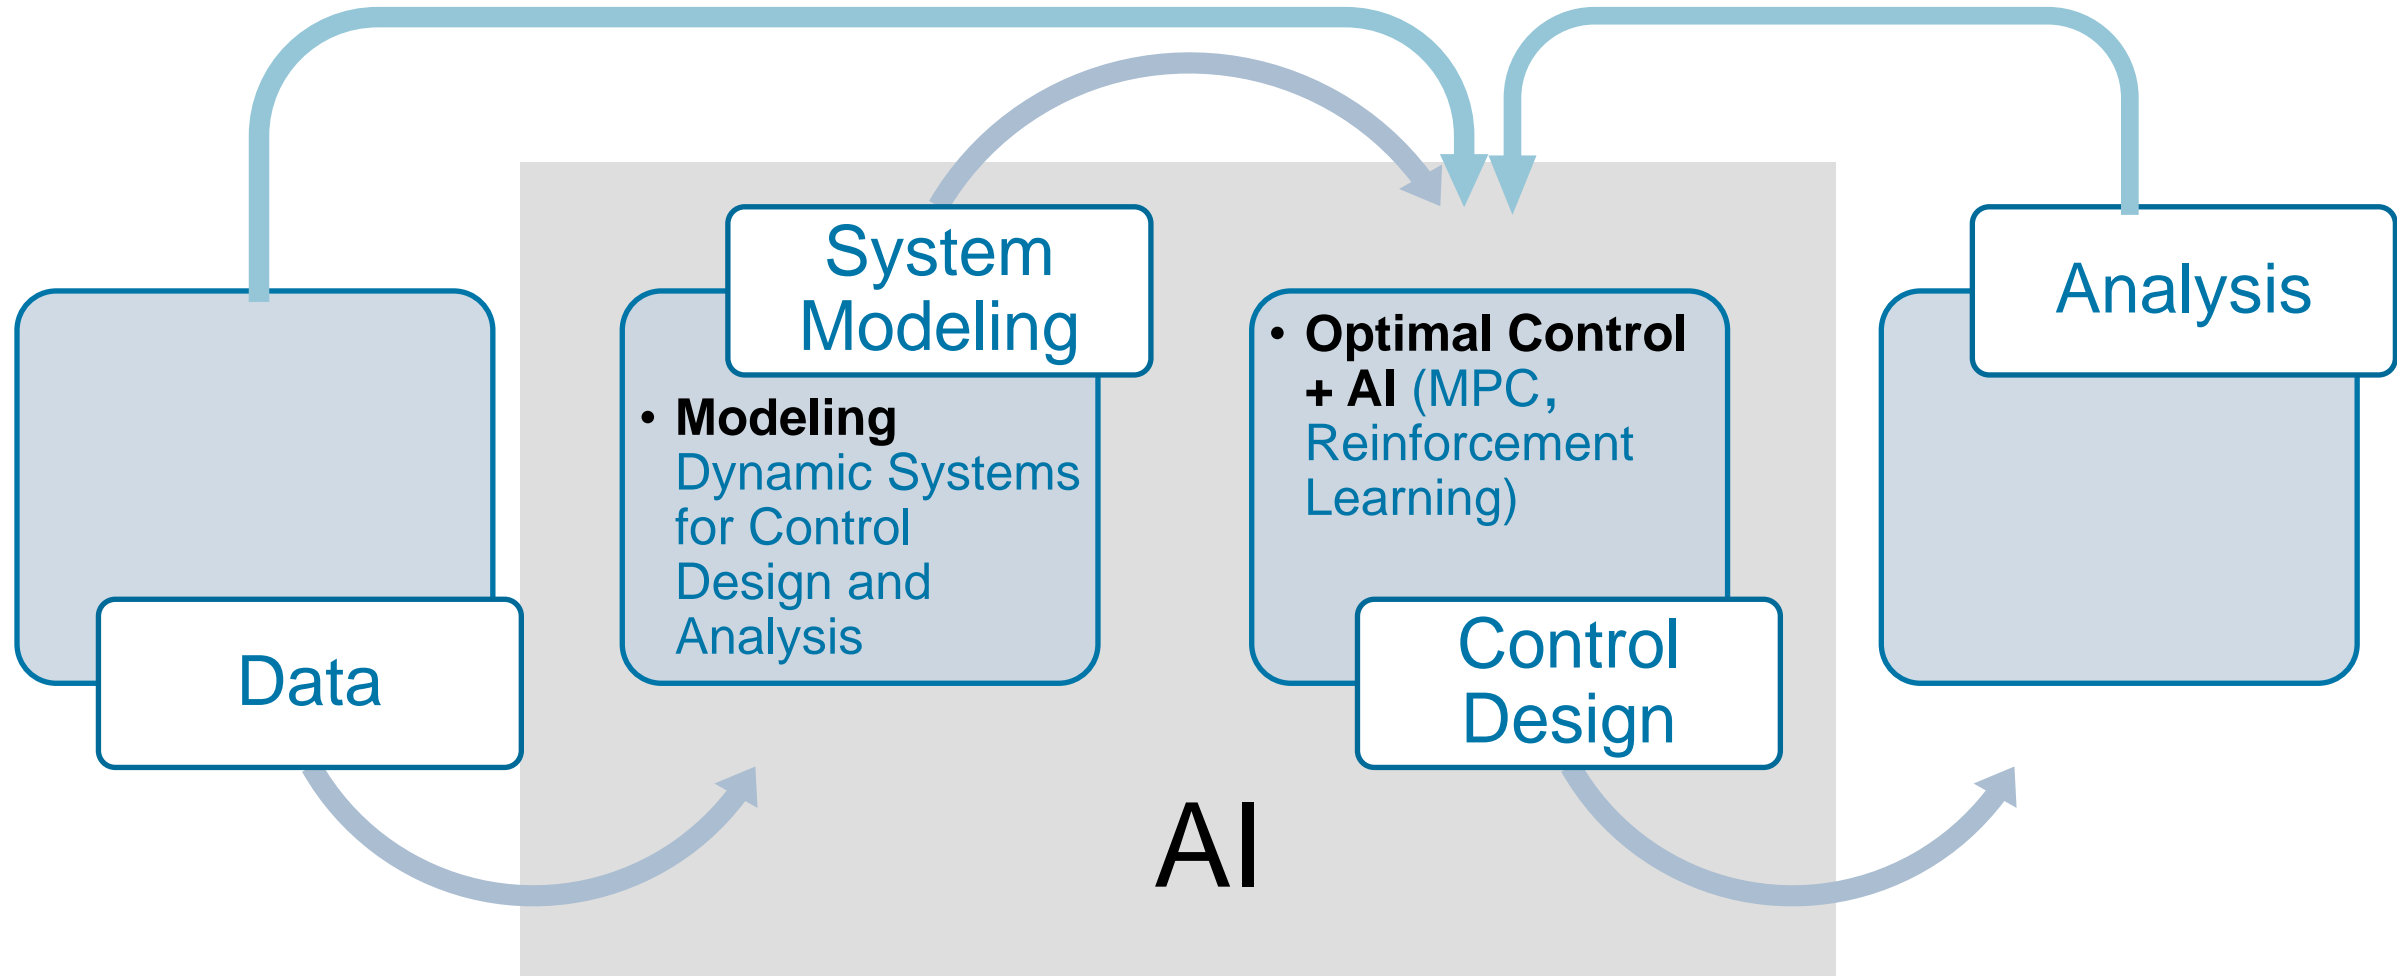 Data
System
Modeling
• Modeling
Dynamic Systems
for Control
Design and
Analysis
• Optimal Control
+ AI (MPC,
Reinforcement
Learning)
Control
Design
Analysis
AI